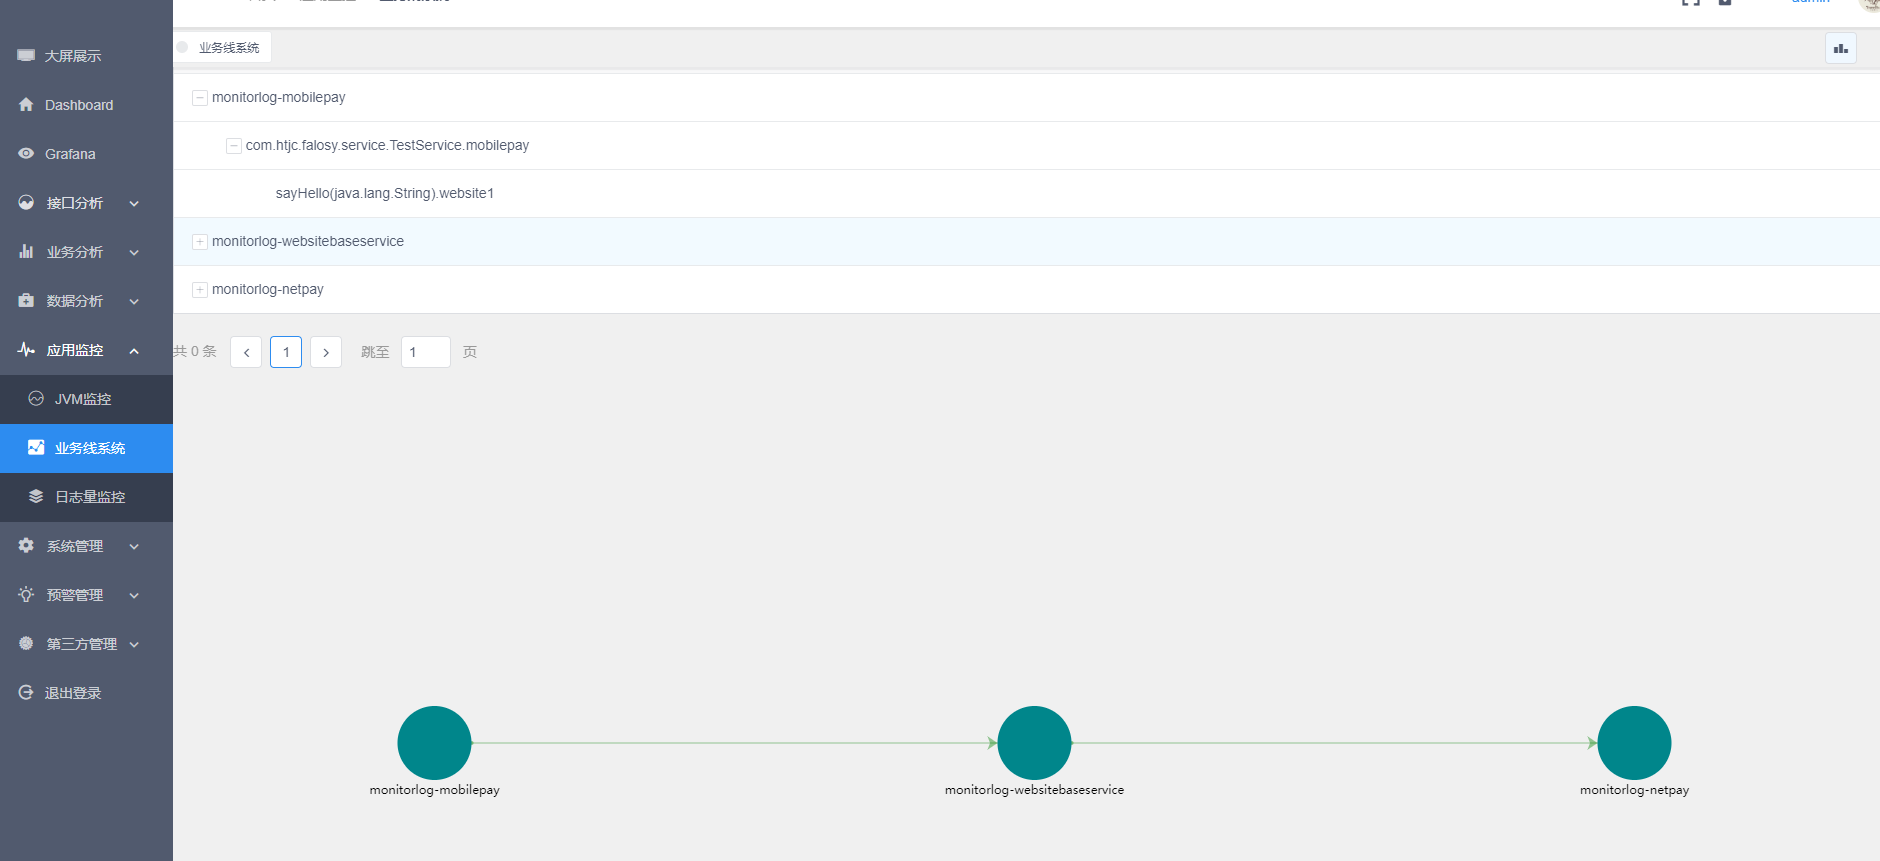 业务线系统
大屏展示
Dashboard
Grafana
接口分析
业务分析
数据分析
应用监控
JVM监控
业务线系统
日志量监控
系统管理
预警管理
第三方管理
退出登录
monitorlog-mobilepay
com.htjc.falosy.service.TestService.mobilepay
sayHello(java.lang.String).website1
monitorlog-websitebaseservice
monitorlog-netpay
共 0 条 1 跳至 1 页
monitorlog-mobilepay
monitorlog-websitebaseservice
monitorlog-netpay